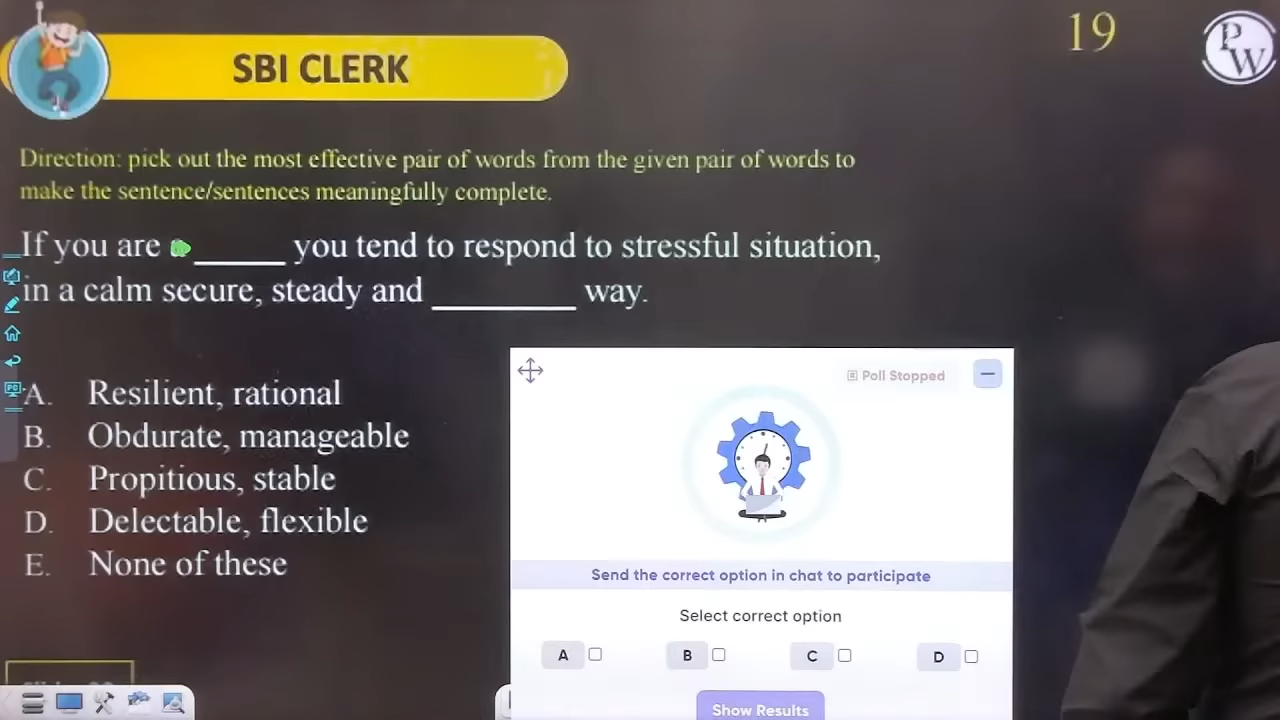 19
PW
SBI CLERK
Direction: pick out the most effective pair of words from the given pair of words to
make the sentence/sentences meaningfully complete.
If you are _____ you tend to respond to stressful situation,
in a calm secure, steady and ________ way.
A. Resilient, rational
B. Obdurate, manageable
C. Propitious, stable
D. Delectable, flexible
E. None of these
Poll Stopped
Send the correct option in chat to participate
Select correct option
A B C D
Show Results